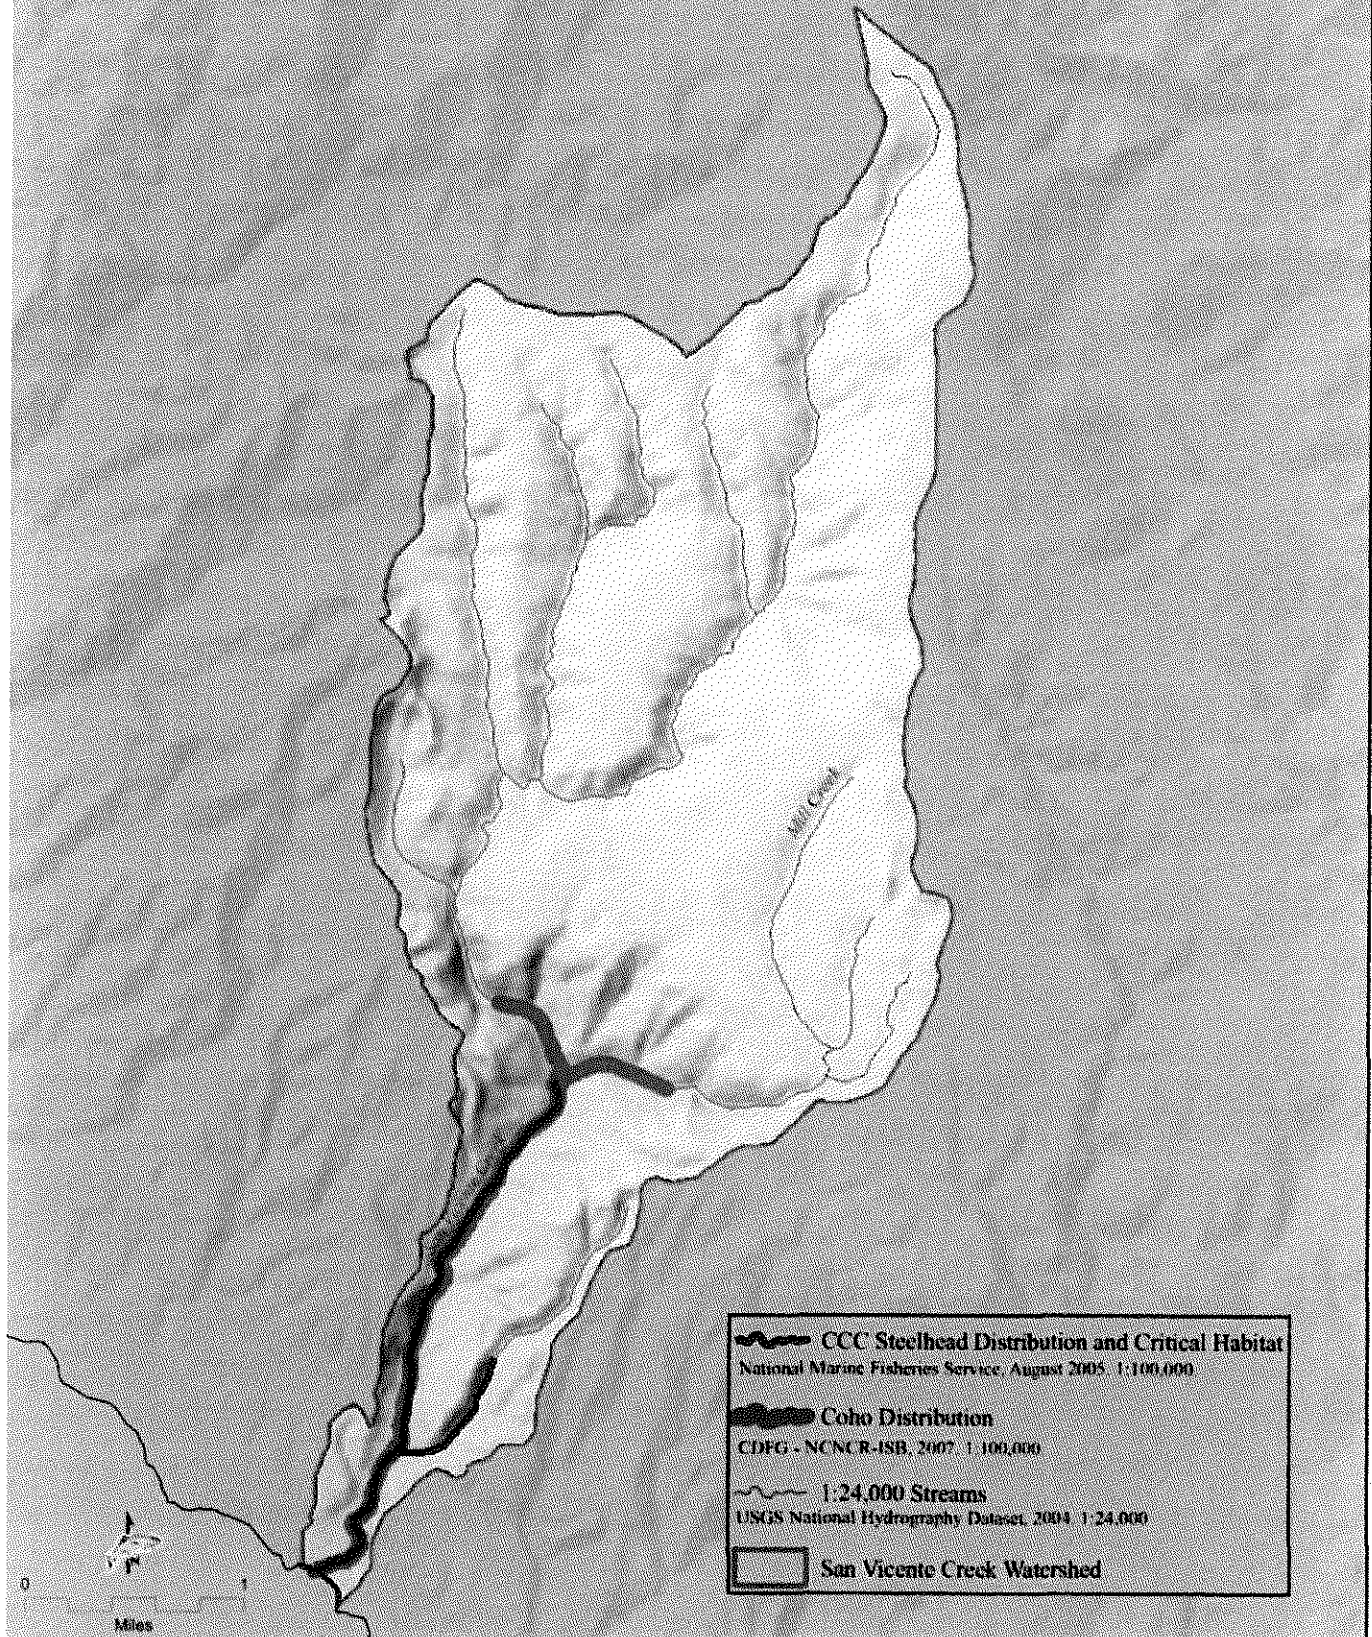 Mill Creek
CCC Steelhead Distribution and Critical Habitat
National Marine Fisheries Service, August 2005. 1:100,000
Coho Distribution
CDFG - NCNCR-ISB, 2007. 1:100,000
1:24,000 Streams
USGS National Hydrography Dataset, 2004. 1:24,000
San Vicente Creek Watershed
0 1
Miles